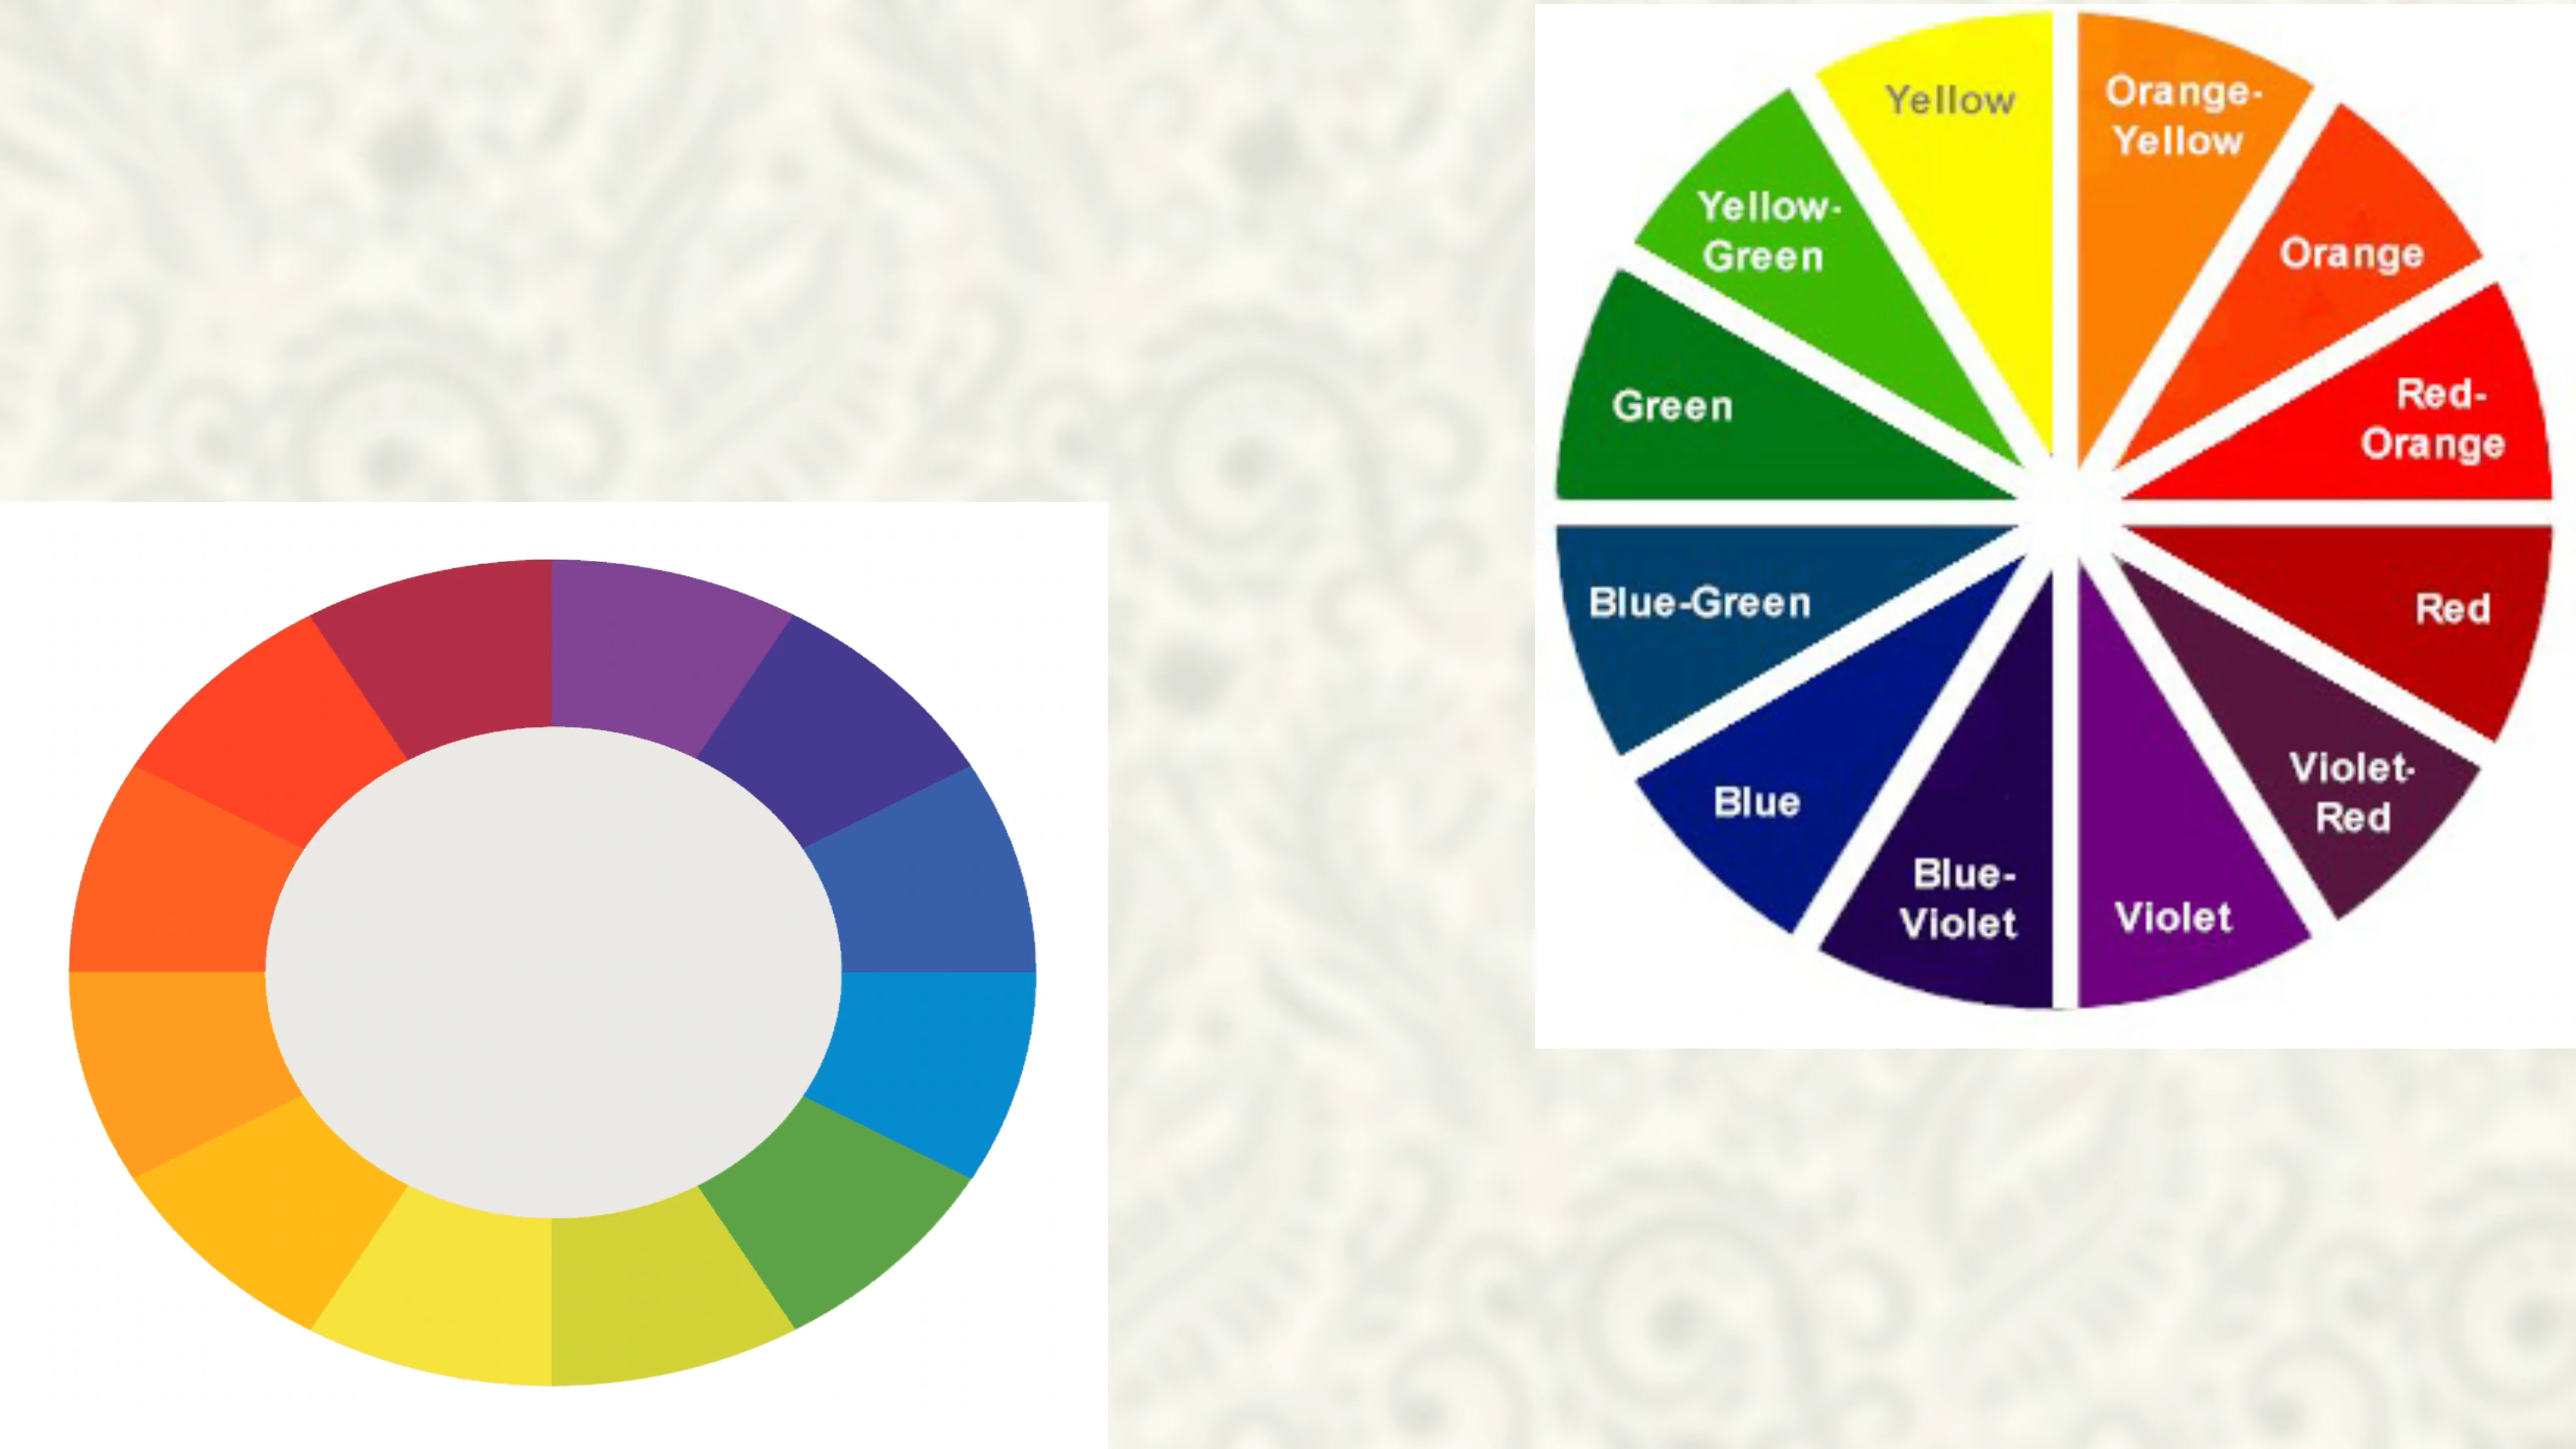 Yellow
Orange-
Yellow
Orange
Red-
Orange
Red
Violet-
Red
Violet
Blue-
Violet
Blue
Blue-Green
Green
Yellow-
Green